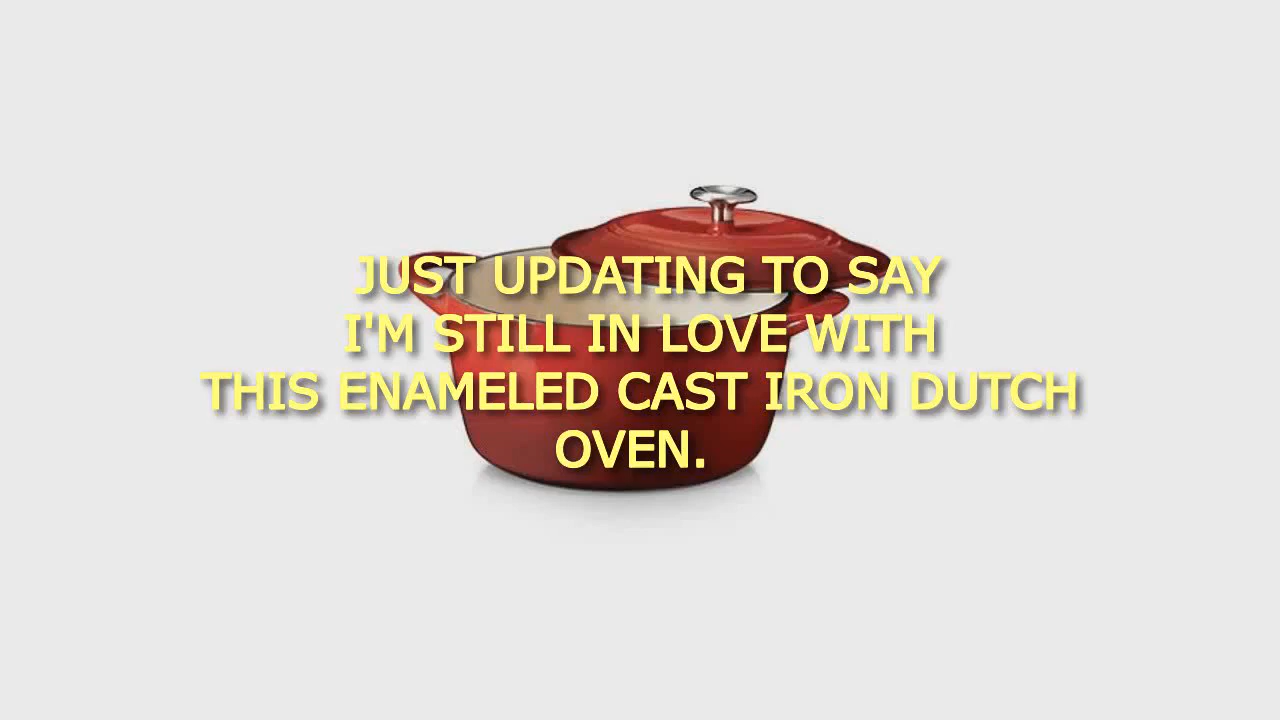 JUST UPDATING TO SAY
I'M STILL IN LOVE WITH
THIS ENAMELED CAST IRON DUTCH
OVEN.